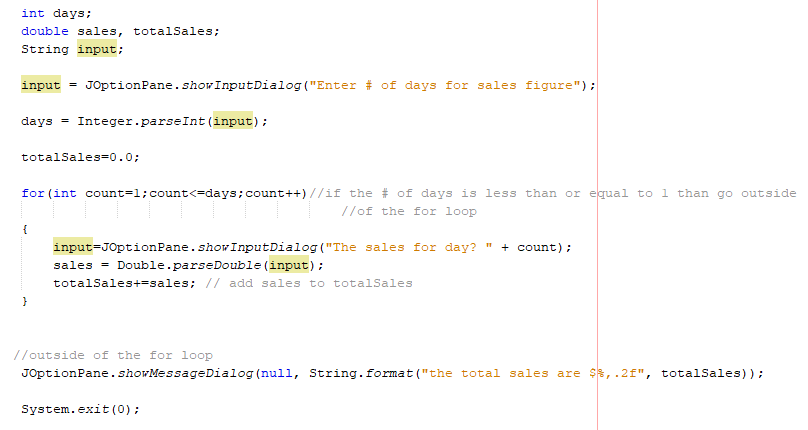 int days;
double sales, totalSales;
String input;
input = JOptionPane.showInputDialog("Enter # of days for sales figure");
days = Integer.parseInt(input);
totalSales=0.0;
for(int count=1;count<=days;count++)//if the # of days is less than or equal to 1 than go outside
//of the for loop
{
input=JOptionPane.showInputDialog("The sales for day? " + count);
sales = Double.parseDouble(input);
totalSales+=sales; // add sales to totalSales
}
//outside of the for loop
JOptionPane.showMessageDialog(null, String.format("the total sales are $%,.2f", totalSales));
System.exit(0);